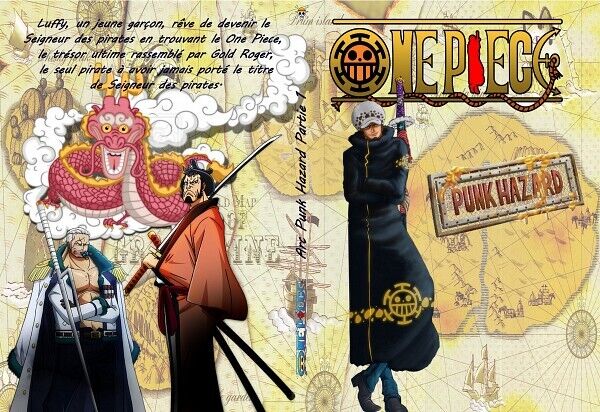 Luffy, un jeune garçon, rêve de devenir le
Seigneur des pirates en trouvant le One Piece,
le trésor ultime rassemblé par Gold Roger,
le seul pirate à avoir jamais porté le titre
de Seigneur des pirates.
Arc Punk Hazard Partie 1
ONE PIECE
ONE PIECE
PUNK HAZARD